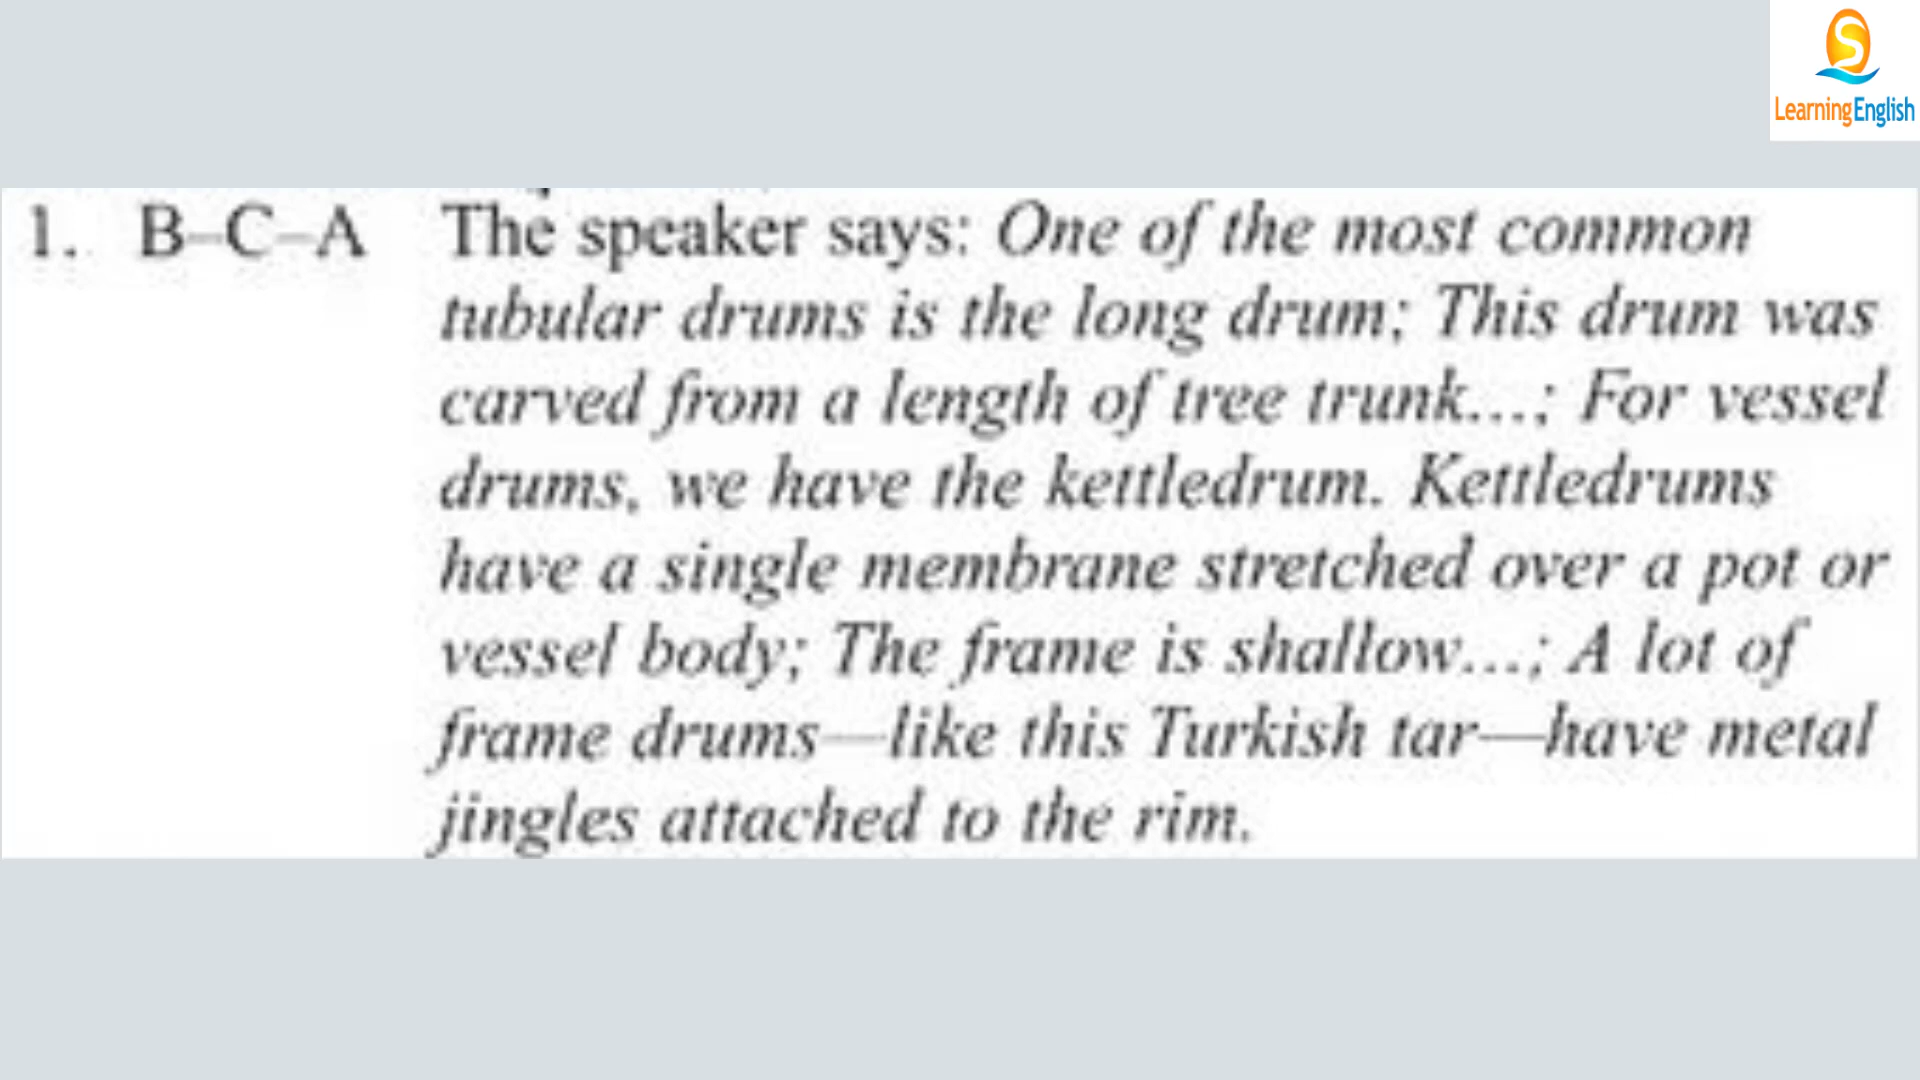 LearningEnglish
1. B–C–A The speaker says: One of the most common
tubular drums is the long drum; This drum was
carved from a length of tree trunk...; For vessel
drums, we have the kettledrum. Kettledrums
have a single membrane stretched over a pot or
vessel body; The frame is shallow...; A lot of
frame drums—like this Turkish tar—have metal
jingles attached to the rim.